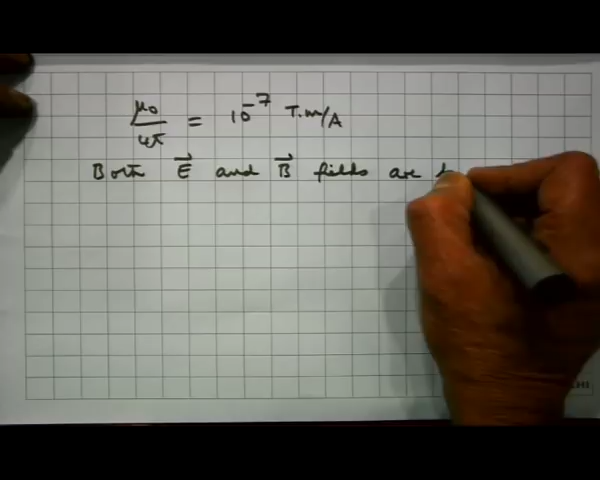 μ₀/4π = 10⁻⁷ T.m/A
Both E⃗ and B⃗ fields are